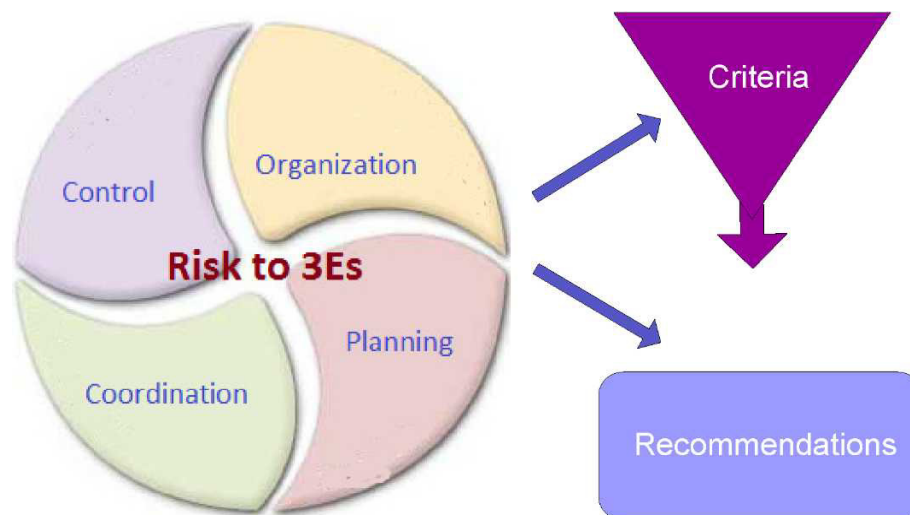 Criteria
Organization
Control
Risk to 3Es
Planning
Coordination
Recommendations